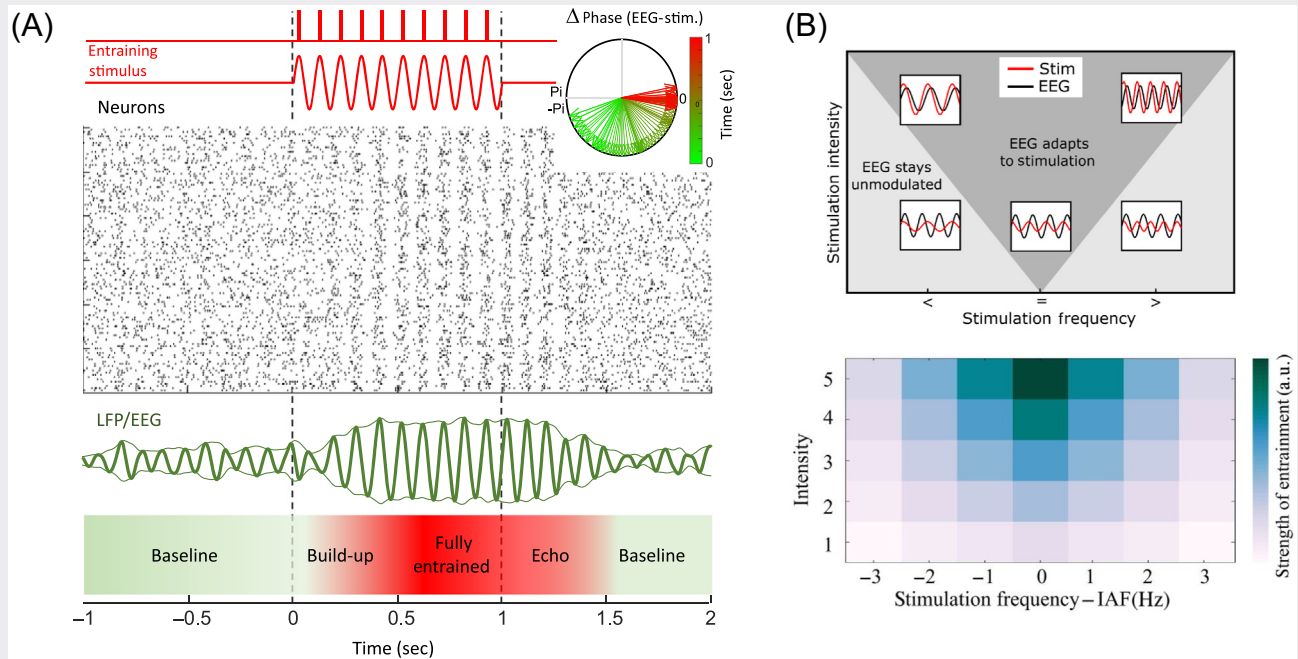 (A)
Entraining
stimulus
Neurons
Δ Phase (EEG-stim.)
Pi
-Pi
0
1
0
Time (sec)
LFP/EEG
Baseline
Build-up
Fully
entrained
Echo
Baseline
−1
−0.5
0
0.5
1
1.5
2
Time (sec)
(B)
Stim
EEG
EEG adapts
to stimulation
EEG stays
unmodulated
Stimulation intensity
<
=
>
Stimulation frequency
5
4
3
2
1
Intensity
−3
−2
−1
0
1
2
3
Stimulation frequency−IAF(Hz)
Strength of entrainment (a.u.)